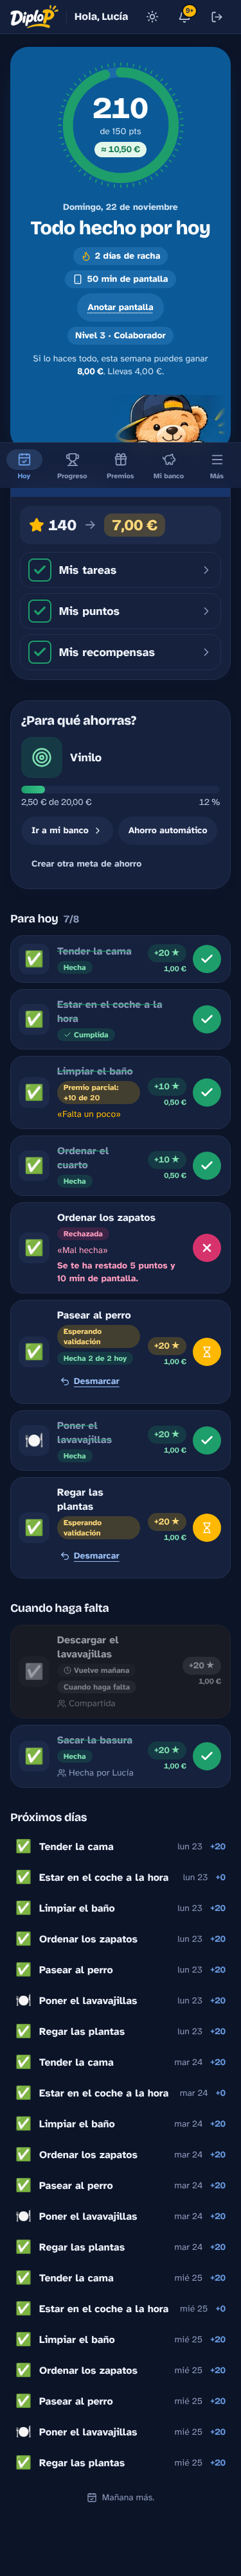 DiploP
Hola, Lucía
9+
210
de 150 pts
≈ 10,50 €
Domingo, 22 de noviembre
Todo hecho por hoy
2 días de racha
50 min de pantalla
Anotar pantalla
Nivel 3 · Colaborador
Si lo haces todo, esta semana puedes ganar
8,00 €. Llevas 4,00 €.
Hoy
Progreso
Premios
Mi banco
Más
140 → 7,00 €
Mis tareas
Mis puntos
Mis recompensas
¿Para qué ahorras?
Vinilo
2,50 € de 20,00 €
12 %
Ir a mi banco
Ahorro automático
Crear otra meta de ahorro
Para hoy 7/8
Tender la cama
Hecha
+20 ★
1,00 €
Estar en el coche a la
hora
Cumplida
Limpiar el baño
Premio parcial:
+10 de 20
«Falta un poco»
+10 ★
0,50 €
Ordenar el
cuarto
Hecha
+10 ★
0,50 €
Ordenar los zapatos
Rechazada
«Mal hecha»
Se te ha restado 5 puntos y
10 min de pantalla.
Pasear al perro
Esperando
validación
Hecha 2 de 2 hoy
Desmarcar
+20 ★
1,00 €
Poner el
lavavajillas
Hecha
+20 ★
1,00 €
Regar las
plantas
Esperando
validación
Desmarcar
+20 ★
1,00 €
Cuando haga falta
Descargar el
lavavajillas
Vuelve mañana
Cuando haga falta
Compartida
+20 ★
1,00 €
Sacar la basura
Hecha
Hecha por Lucía
+20 ★
1,00 €
Próximos días
Tender la cama lun 23 +20
Estar en el coche a la hora lun 23 +0
Limpiar el baño lun 23 +20
Ordenar los zapatos lun 23 +20
Pasear al perro lun 23 +20
Poner el lavavajillas lun 23 +20
Regar las plantas lun 23 +20
Tender la cama mar 24 +20
Estar en el coche a la hora mar 24 +0
Limpiar el baño mar 24 +20
Ordenar los zapatos mar 24 +20
Pasear al perro mar 24 +20
Poner el lavavajillas mar 24 +20
Regar las plantas mar 24 +20
Tender la cama mié 25 +20
Estar en el coche a la hora mié 25 +0
Limpiar el baño mié 25 +20
Ordenar los zapatos mié 25 +20
Pasear al perro mié 25 +20
Poner el lavavajillas mié 25 +20
Regar las plantas mié 25 +20
Mañana más.